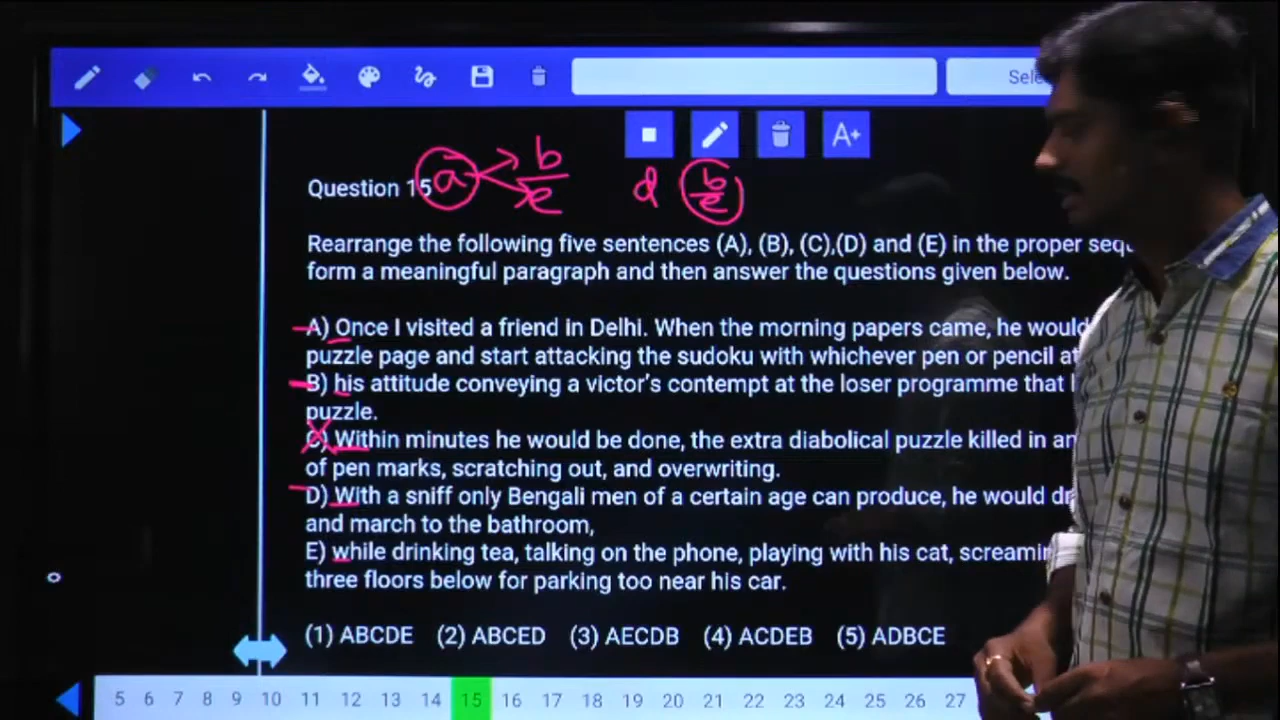 Question 15
a b
e
d b
e
A+
Rearrange the following five sentences (A), (B), (C),(D) and (E) in the proper
form a meaningful paragraph and then answer the questions given below.
A) Once I visited a friend in Delhi. When the morning papers came, he would
puzzle page and start attacking the sudoku with whichever pen or pencil
B) his attitude conveying a victor's contempt at the loser programme that
puzzle.
C) Within minutes he would be done, the extra diabolical puzzle killed in
of pen marks, scratching out, and overwriting.
D) With a sniff only Bengali men of a certain age can produce, he would
and march to the bathroom,
E) while drinking tea, talking on the phone, playing with his cat,
three floors below for parking too near his car.
(1) ABCDE (2) ABCED (3) AECDB (4) ACDEB (5) ADBCE
5 6 7 8 9 10 11 12 13 14 15 16 17 18 19 20 21 22 23 24 25 26 27